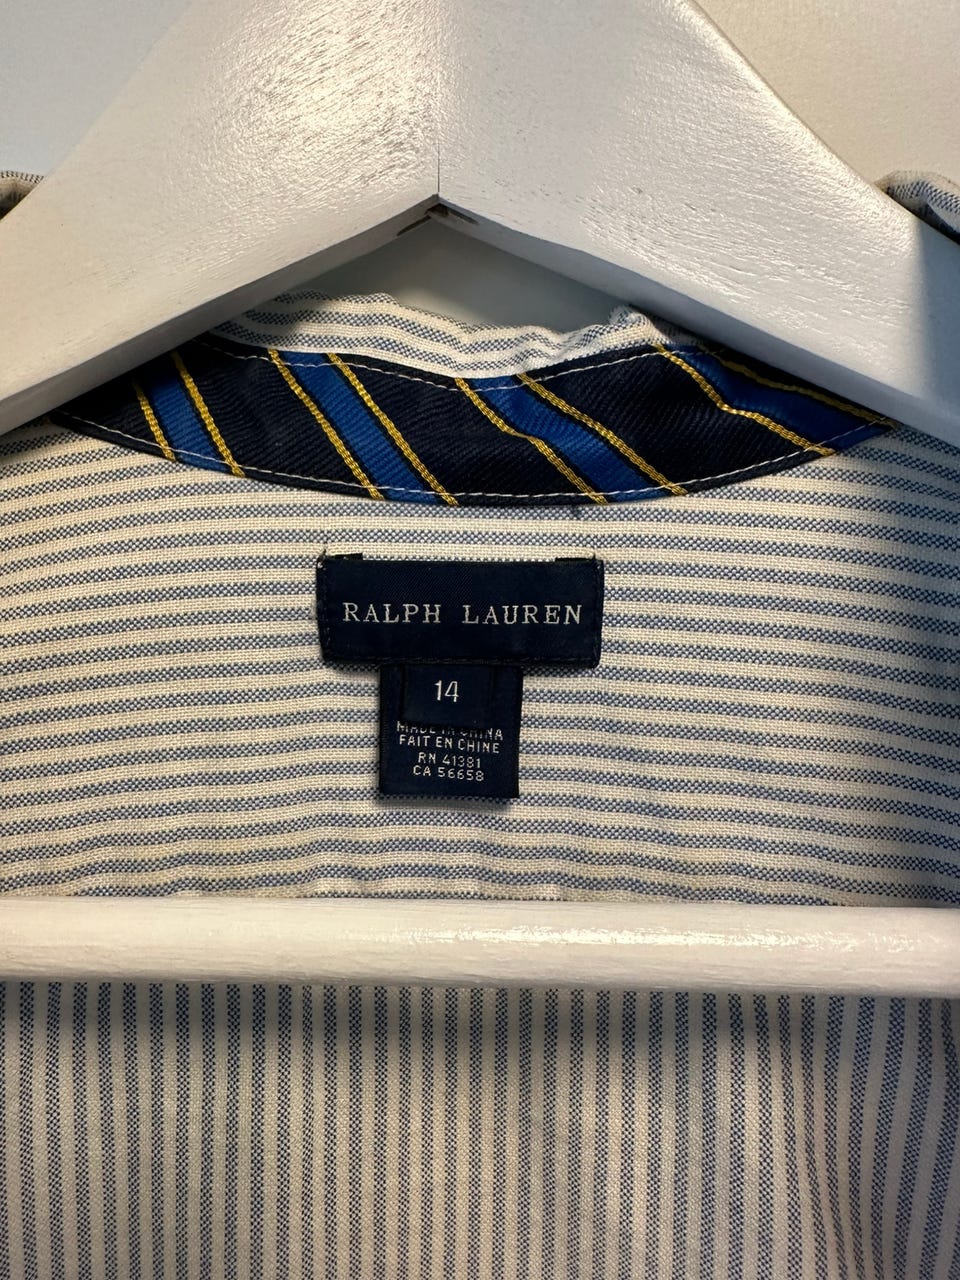 RALPH LAUREN
14
MADE IN CHINA
FAIT EN CHINE
RN 41381
CA 56658